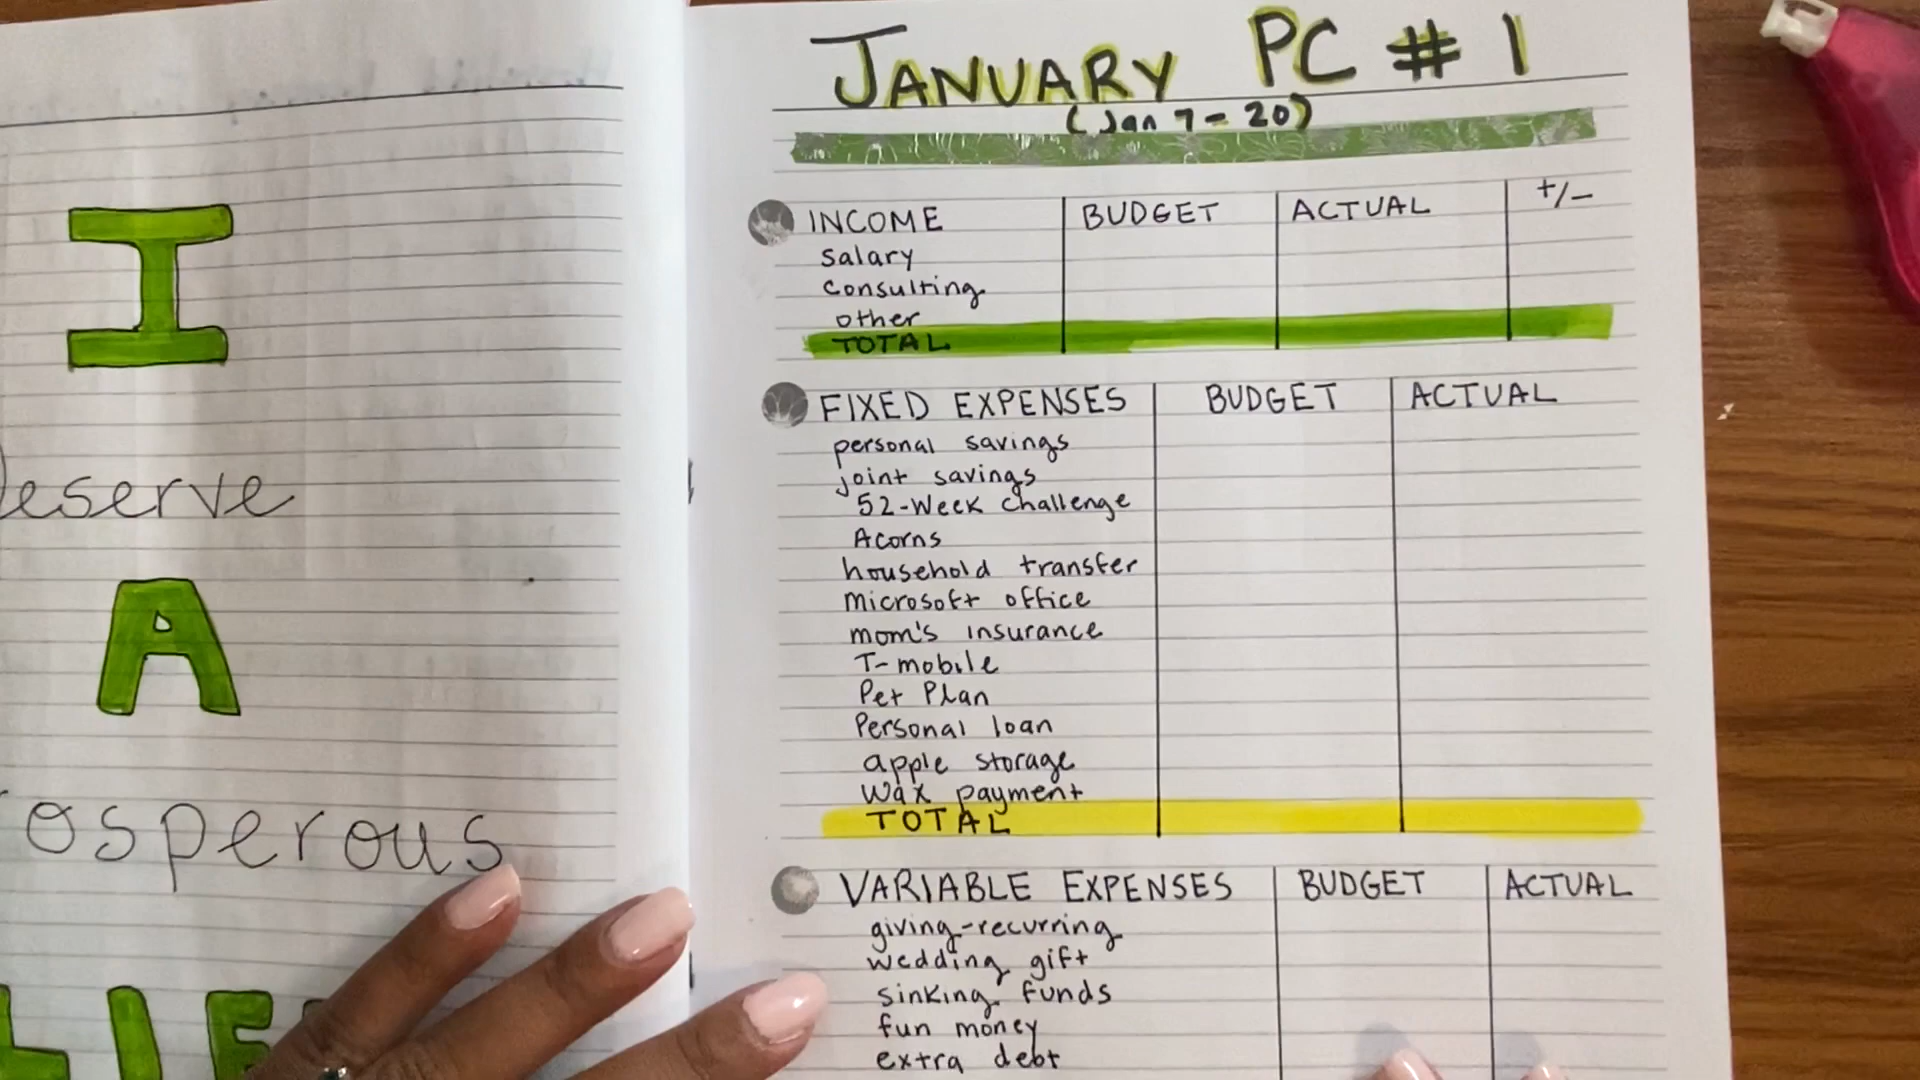 I
eserve
A
osperous
LIFE
JANUARY PC # 1
(Jan 7 - 20)
INCOME BUDGET ACTUAL +/-
salary
consulting
other
TOTAL
FIXED EXPENSES BUDGET ACTUAL
personal savings
joint savings
52-Week challenge
Acorns
household transfer
microsoft office
mom's insurance
T-mobile
Pet Plan
Personal loan
apple storage
wax payment
TOTAL
VARIABLE EXPENSES BUDGET ACTUAL
giving-recurring
wedding gift
sinking funds
fun money
extra debt